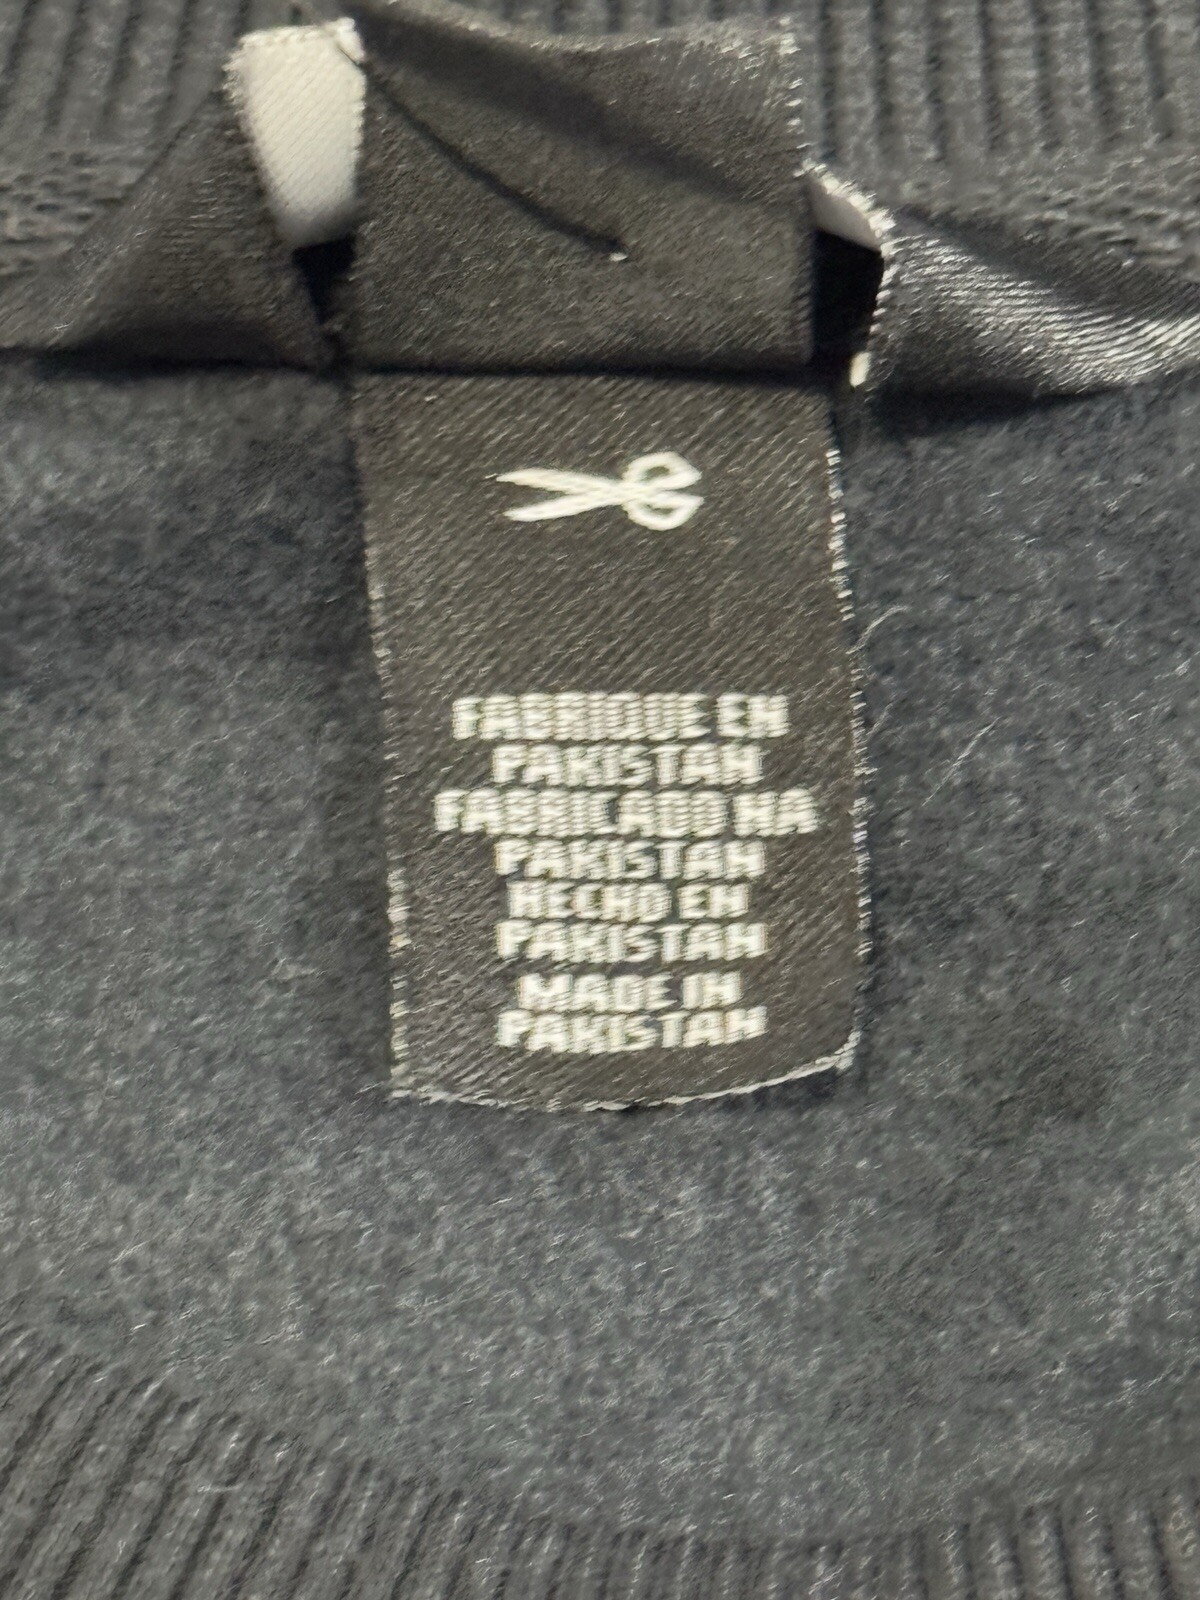 FABRIQUE EN
PAKISTAN
FABRICADO NA
PAKISTAN
HECHO EN
PAKISTAN
MADE IN
PAKISTAN